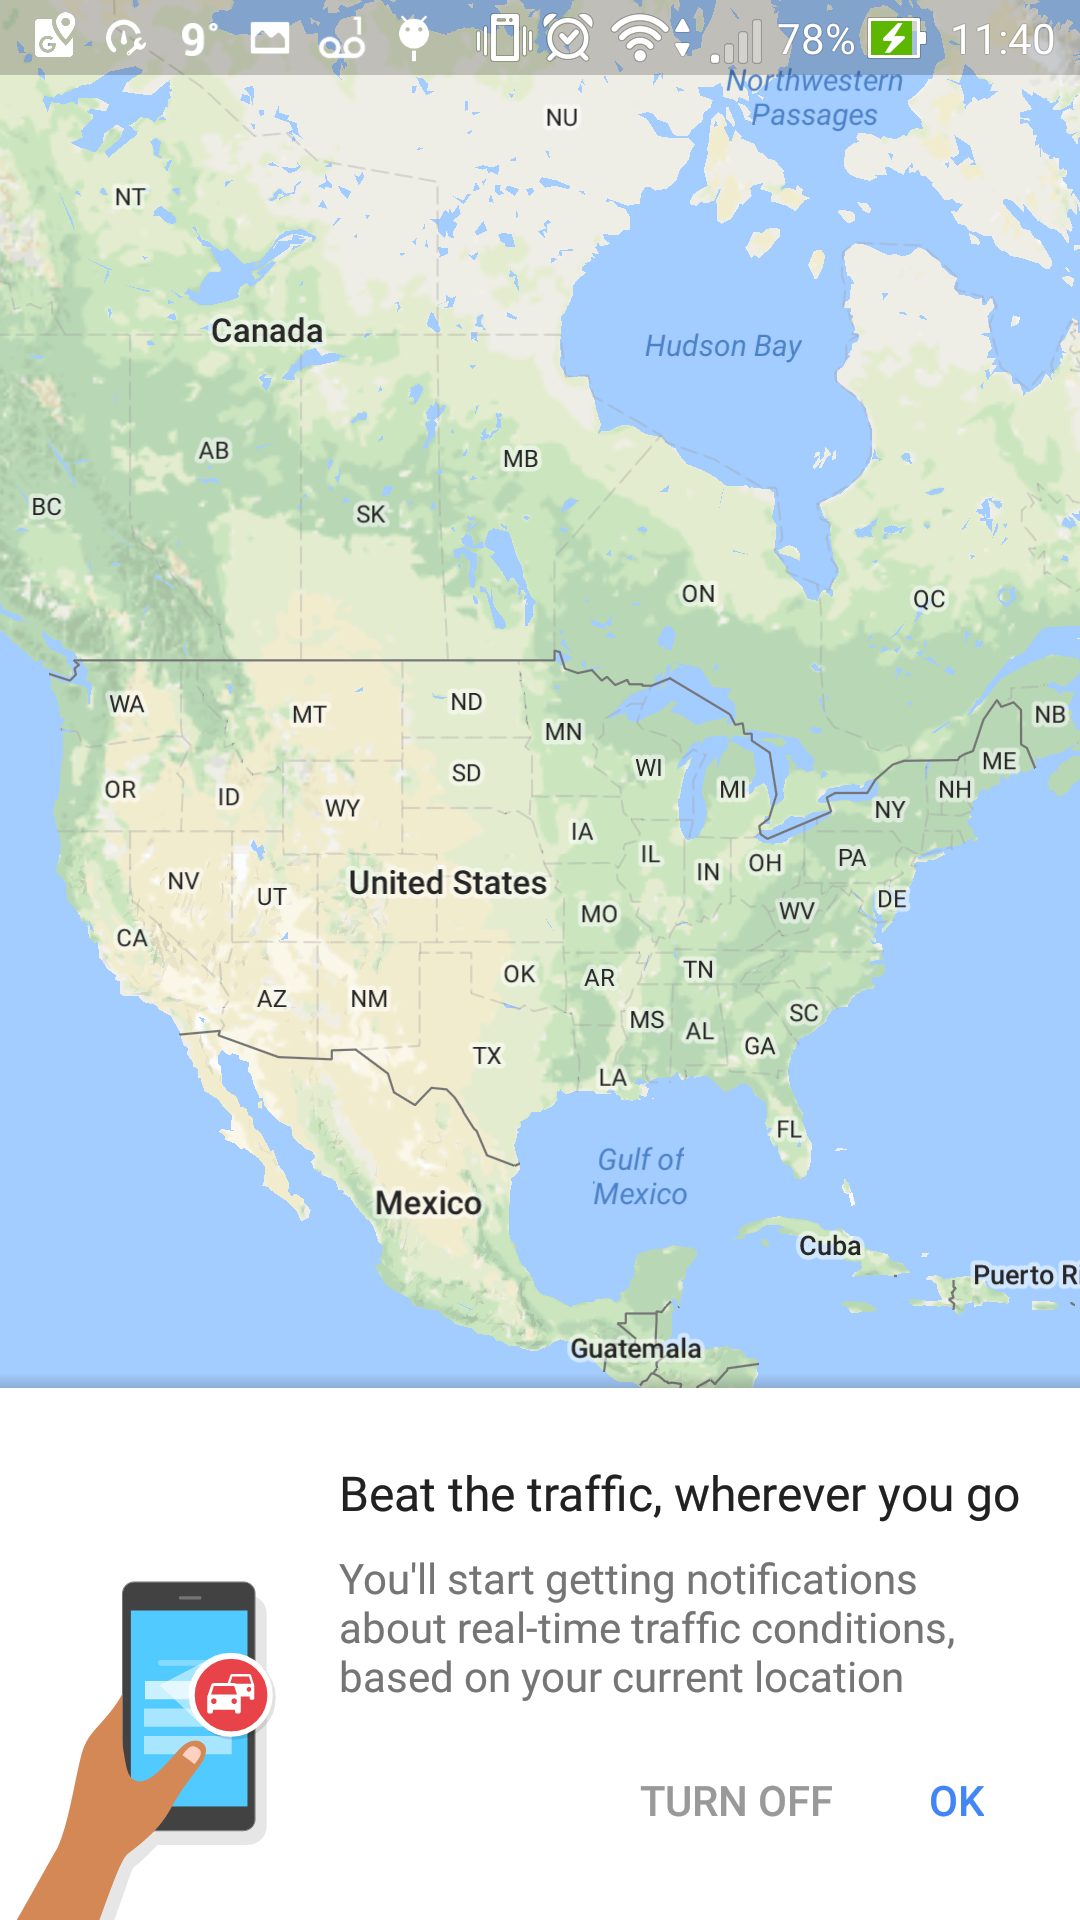 9° 1 78% 11:40
Northwestern
Passages
NU
NT
Canada
Hudson Bay
AB
MB
BC
SK
ON
QC
WA
MT
ND
MN
NB
OR
ID
WY
SD
WI
MI
ME
NH
NY
IA
IL
IN
OH
PA
NV
UT
United States
MO
WV
DE
CA
AZ
NM
OK
AR
TN
MS
AL
SC
GA
TX
LA
FL
Gulf of
Mexico
Mexico
Cuba
Puerto R
Guatemala
Beat the traffic, wherever you go
You'll start getting notifications
about real-time traffic conditions,
based on your current location
TURN OFF OK